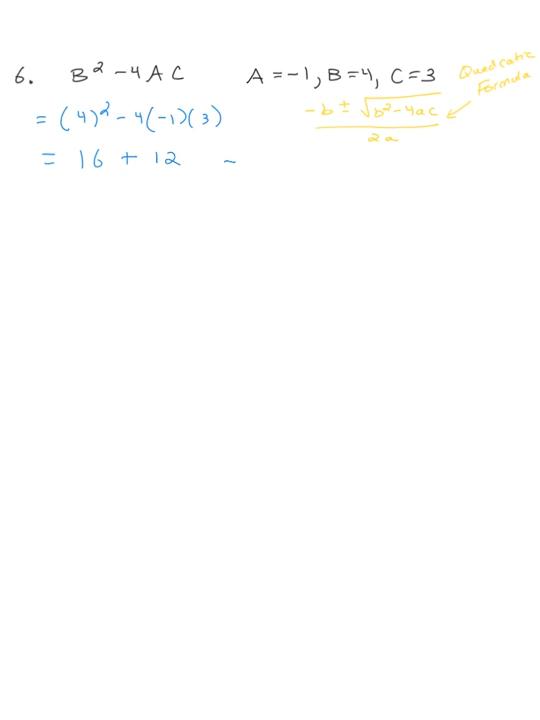 6. B² - 4AC A = -1, B = 4, C = 3
Quadratic
Formula
= (4)² - 4(-1)(3)
-b ± √b² - 4ac
2a
= 16 + 12 ~